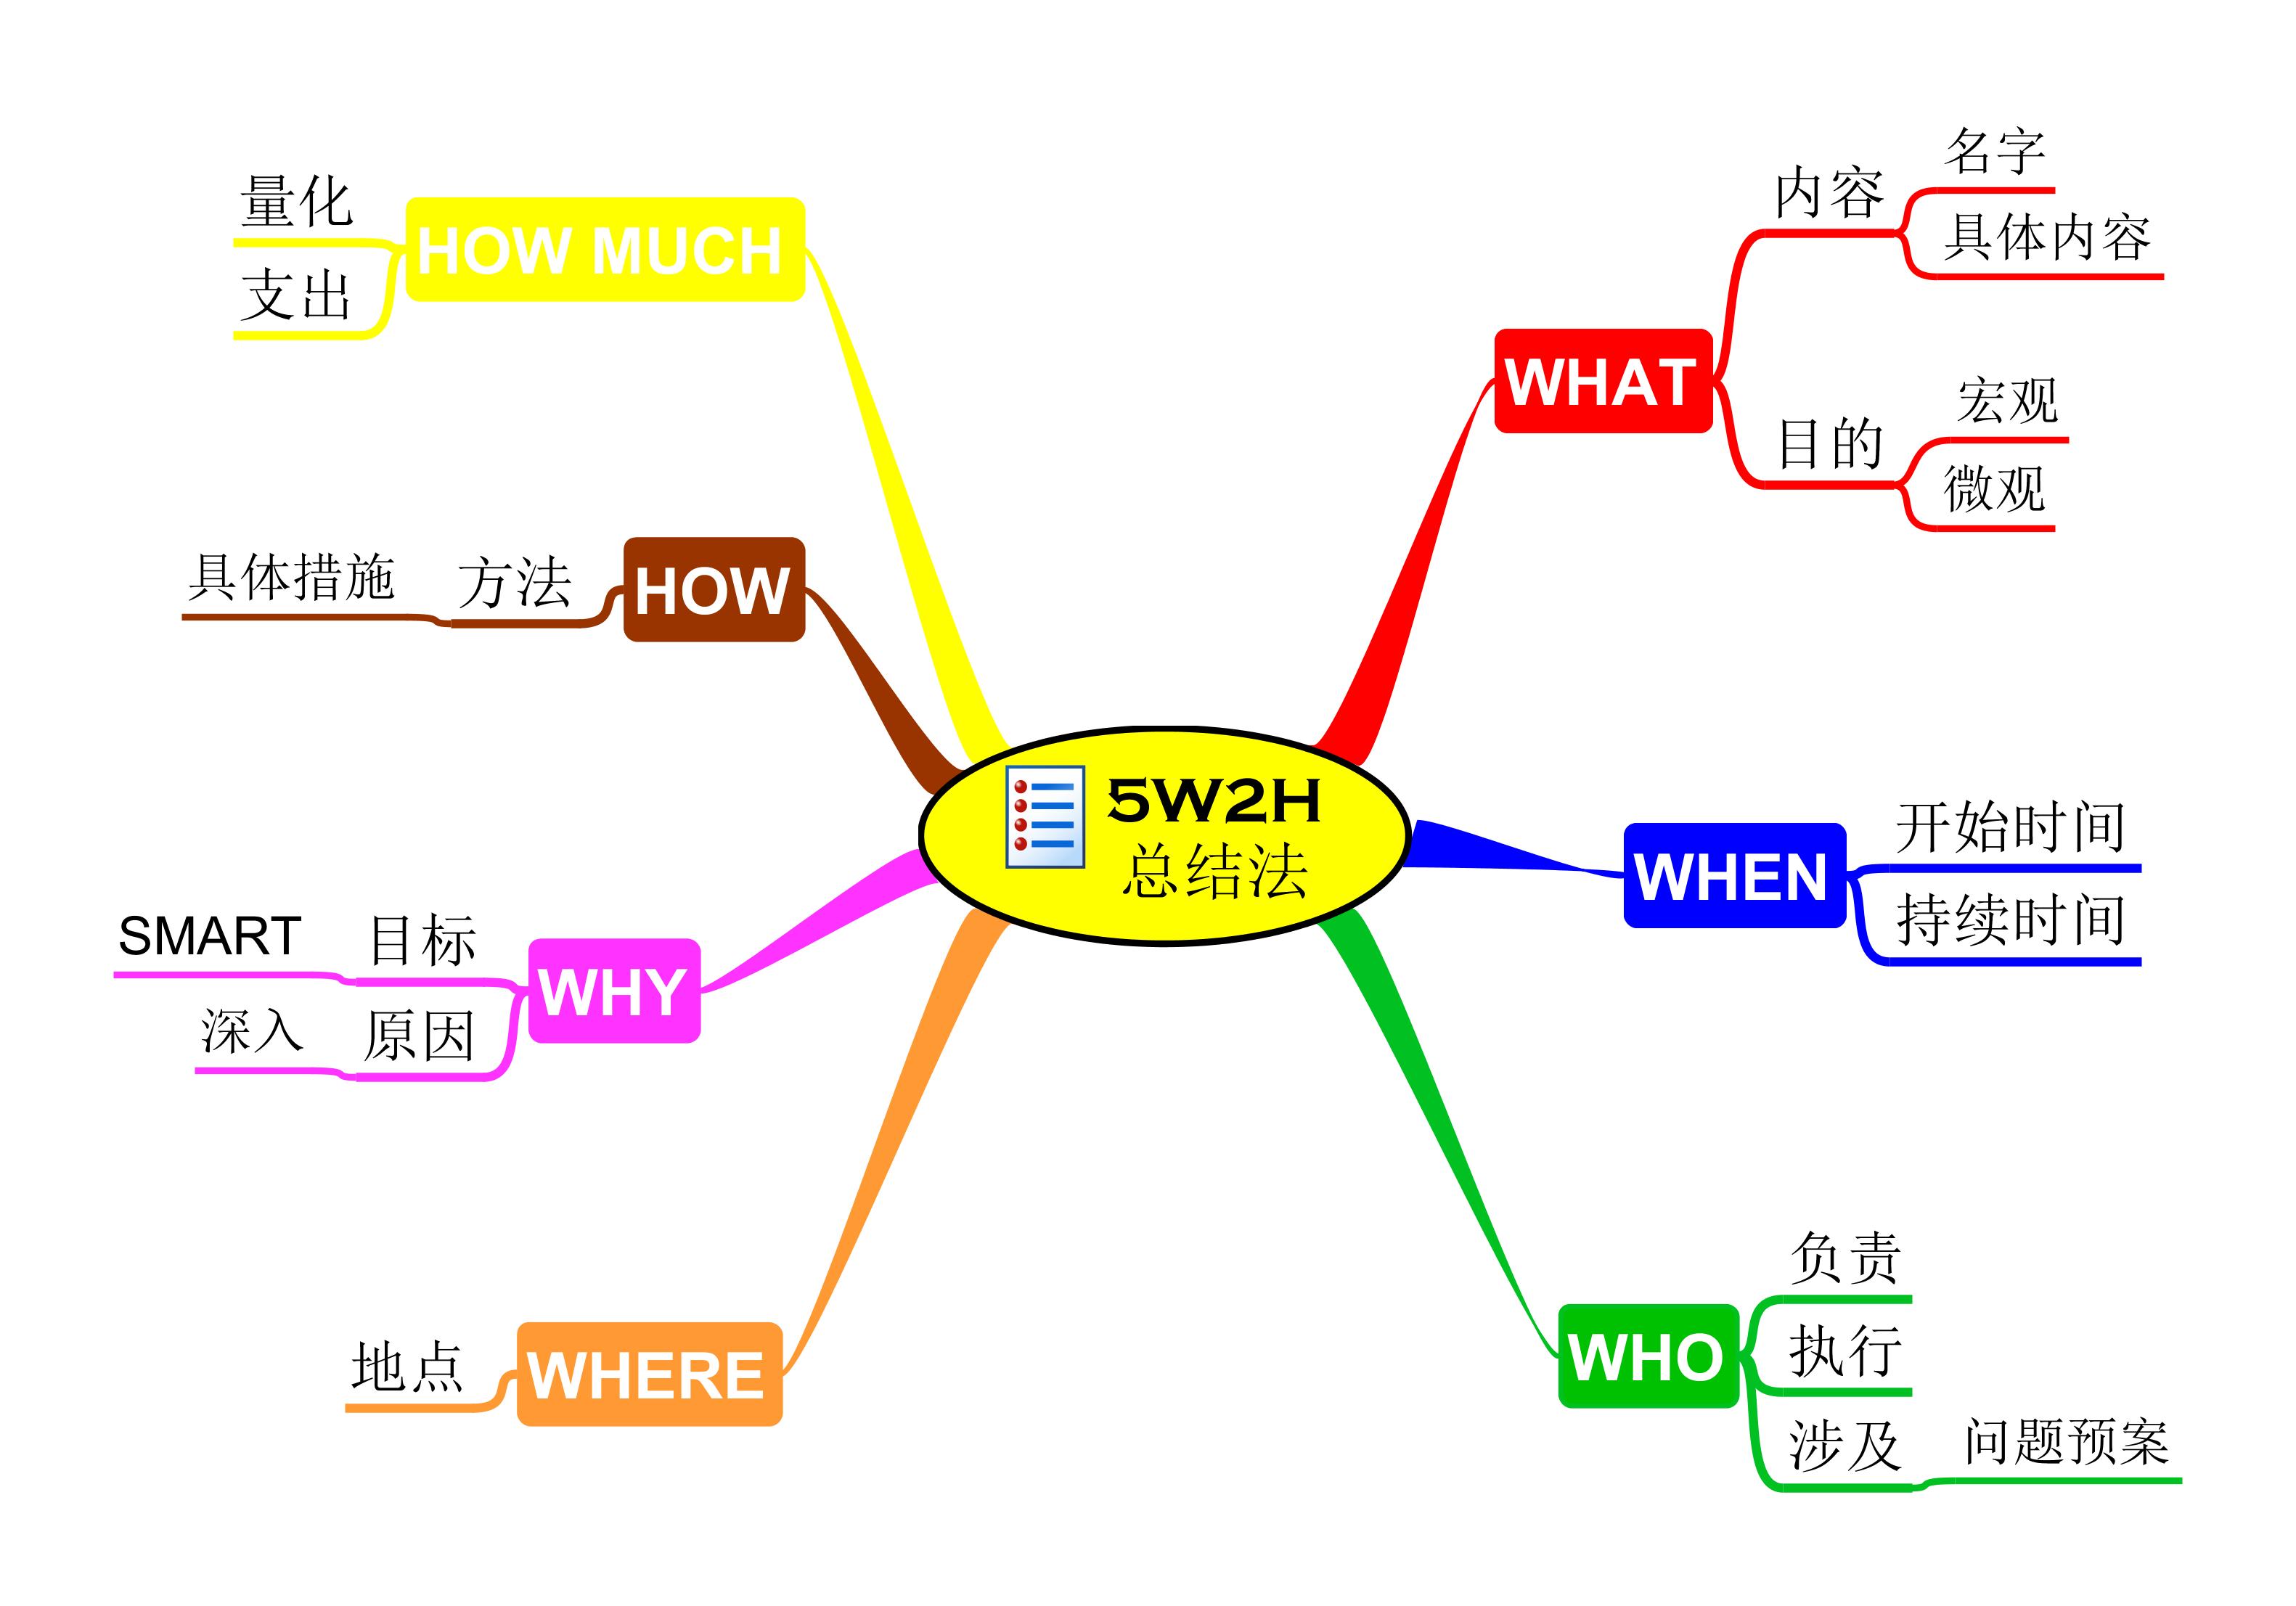 5W2H
总结法
WHAT
内容
名字
具体内容
目的
宏观
微观
WHEN
开始时间
持续时间
WHO
负责
执行
涉及
问题预案
WHERE
地点
WHY
目标
SMART
原因
深入
HOW
方法
具体措施
HOW MUCH
量化
支出